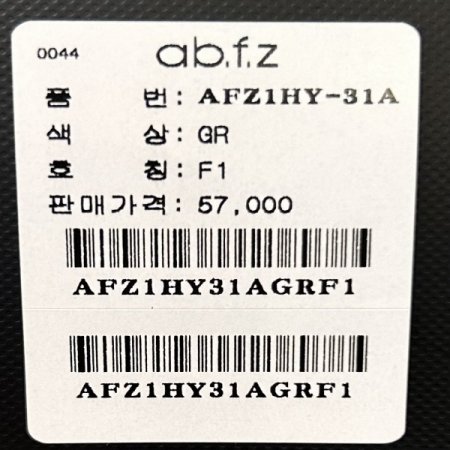 0044 ab.f.z
품 번: AFZ1HY-31A
색 상: GR
호 칭: F1
판매가격: 57,000
AFZ1HY31AGRF1
AFZ1HY31AGRF1